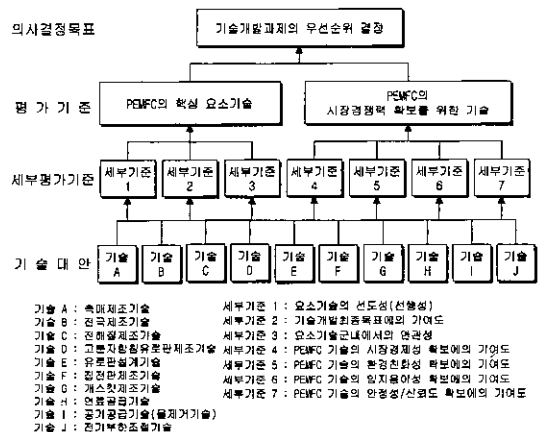 의사결정목표
기술개발과제의 우선순위 결정
평 가 기 준
PEMFC의 핵심 요소기술
PEMFC의
시장경쟁력 확보를 위한 기술
세부평가기준
세부기준
1
세부기준
2
세부기준
3
세부기준
4
세부기준
5
세부기준
6
세부기준
7
기 술 대 안
기술
A
기술
B
기술
C
기술
D
기술
E
기술
F
기술
G
기술
H
기술
I
기술
J
기술 A : 촉매제조기술
기술 B : 전극제조기술
기술 C : 전해질제조기술
기술 D : 고분자함침유로판제조기술
기술 E : 유로판설계기술
기술 F : 집전판제조기술
기술 G : 개스킷제조기술
기술 H : 연료공급기술
기술 I : 공기공급기술(물제거기술)
기술 J : 전기부하조절기술
세부기준 1 : 요소기술의 선도성(선행성)
세부기준 2 : 기술개발최종목표에의 기여도
세부기준 3 : 요소기술군내에서의 연관성
세부기준 4 : PEMFC 기술의 시장경제성 확보에의 기여도
세부기준 5 : PEMFC 기술의 환경친화성 확보에의 기여도
세부기준 6 : PEMFC 기술의 입지용이성 확보에의 기여도
세부기준 7 : PEMFC 기술의 안정성/신뢰도 확보에의 기여도